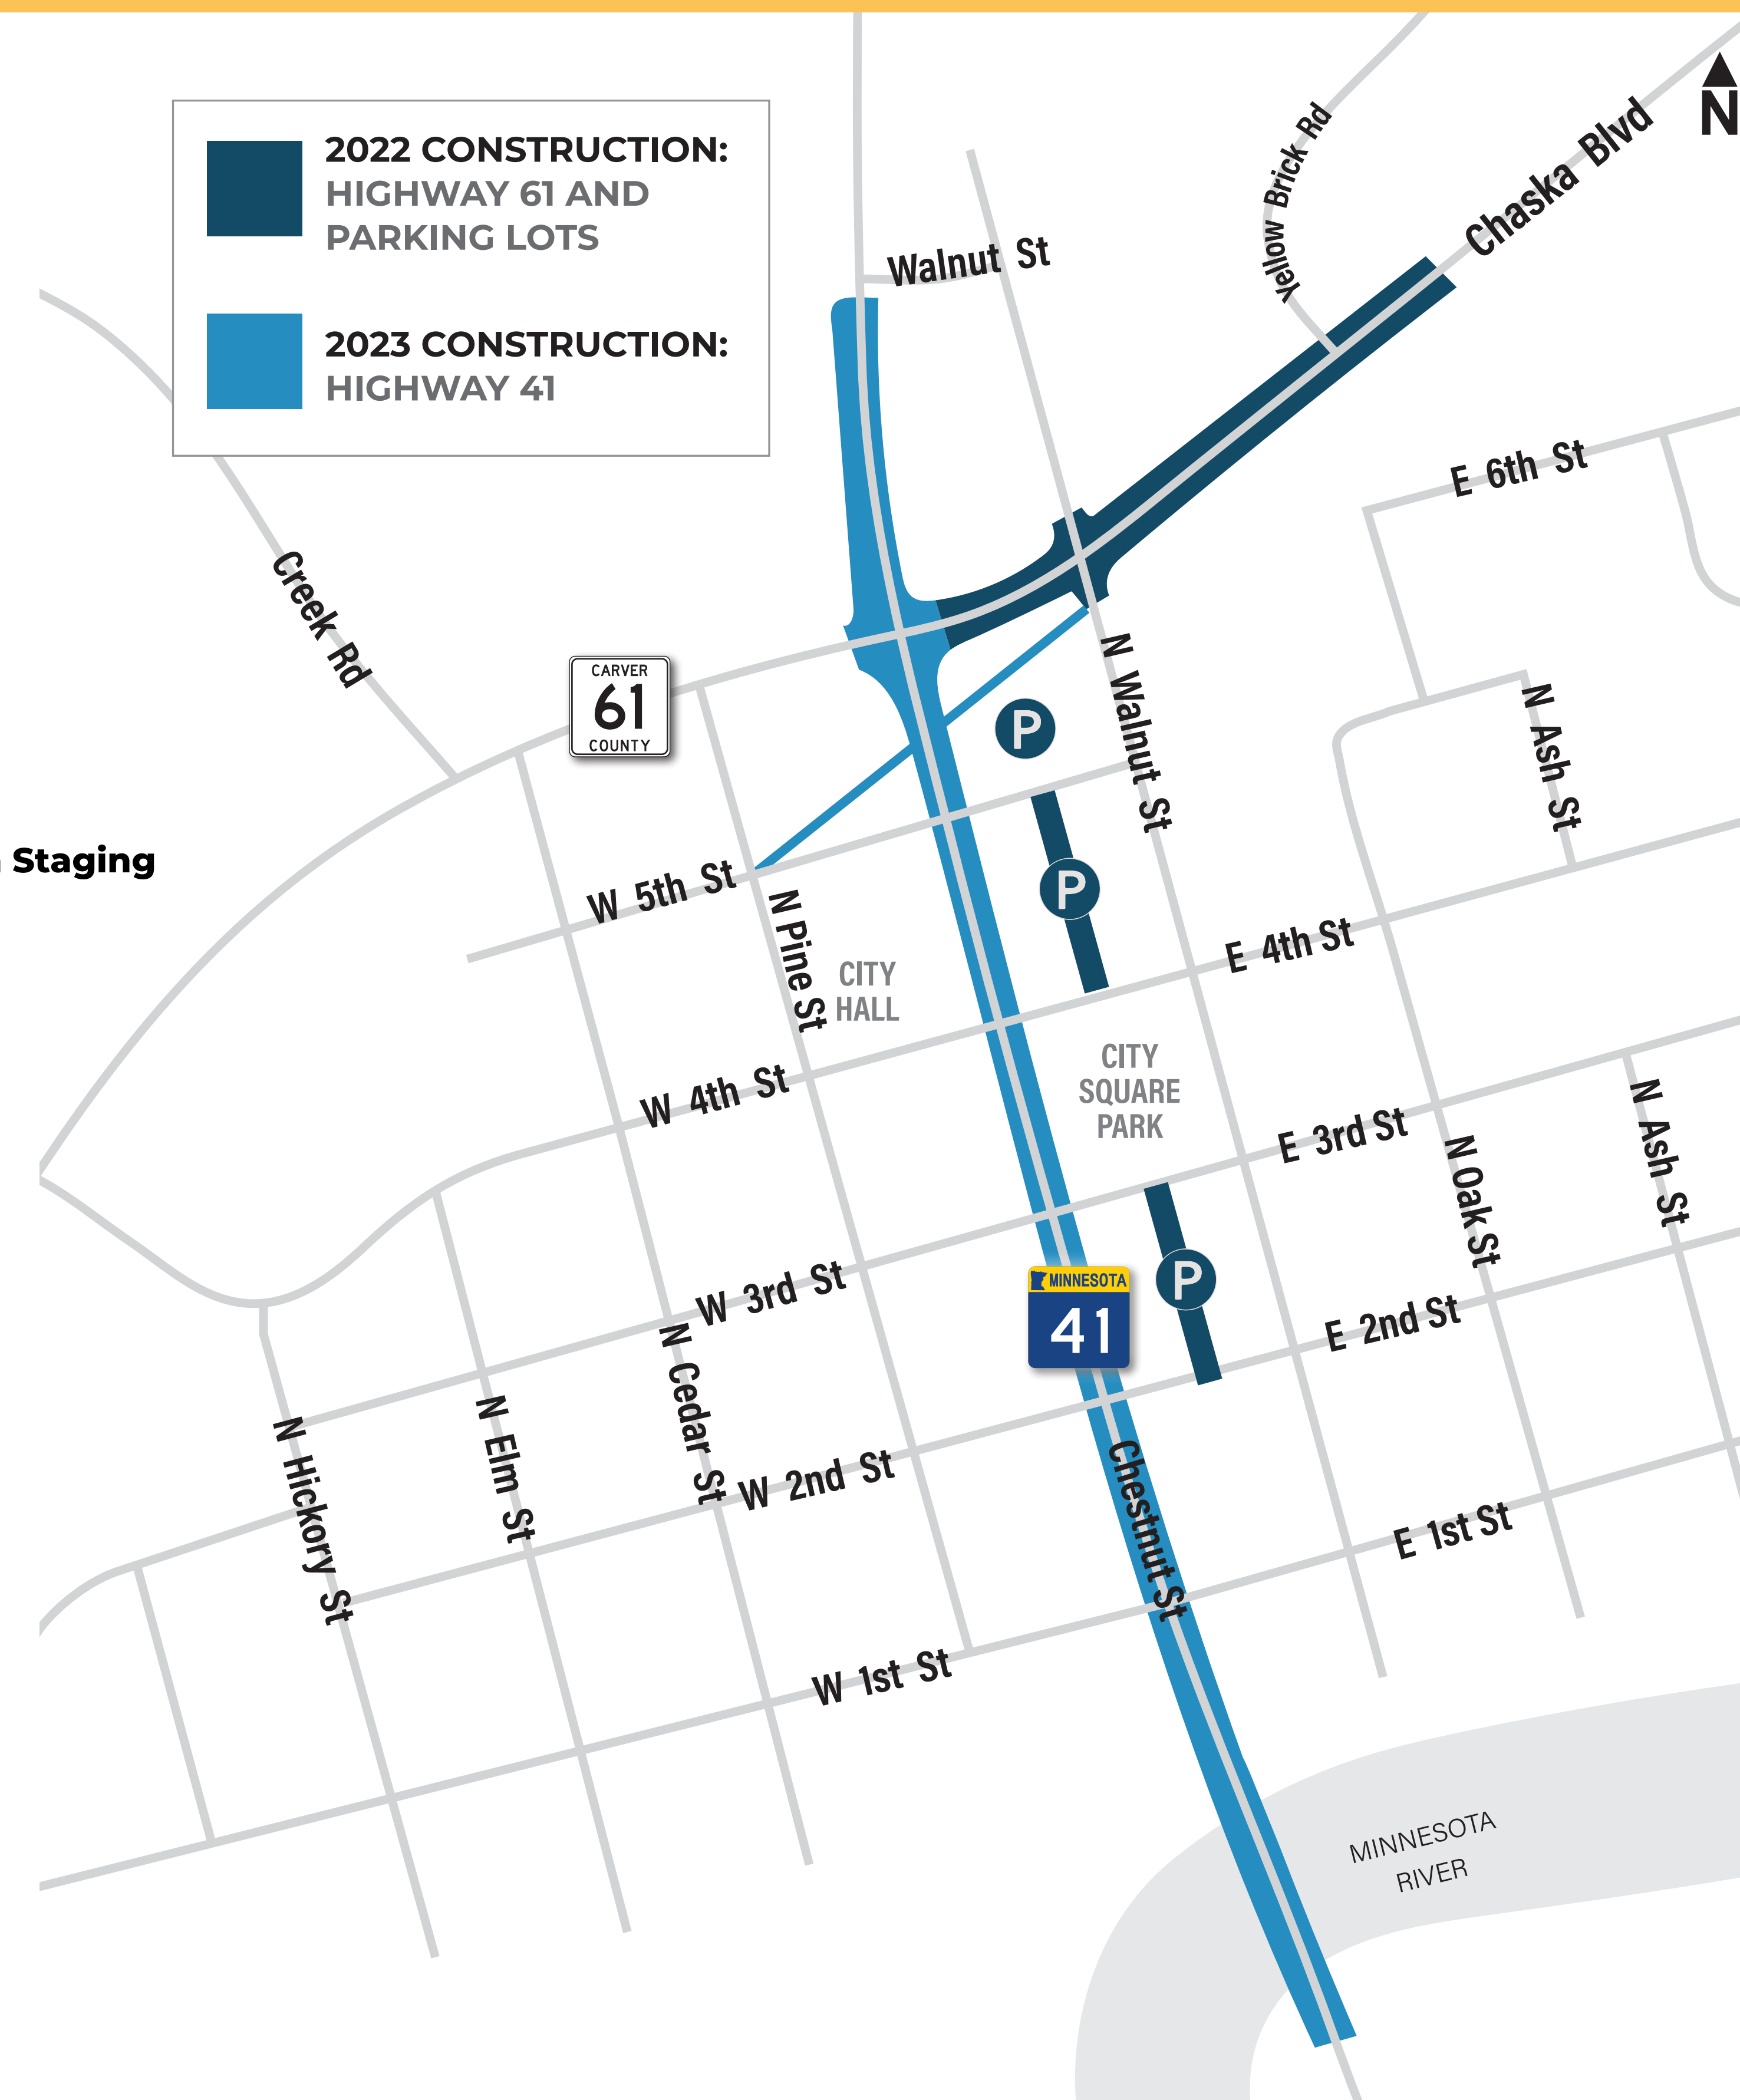 2022 CONSTRUCTION:
HIGHWAY 61 AND
PARKING LOTS
2023 CONSTRUCTION:
HIGHWAY 41
N
Yellow Brick Rd
Chaska Blvd
Walnut St
E 6th St
Creek Rd
CARVER
61
COUNTY
N Walnut St
P
N Ash St
Staging
W 5th St
P
N Pine St
CITY
HALL
E 4th St
CITY
SQUARE
PARK
W 4th St
E 3rd St
N Oak St
N Ash St
W 3rd St
MINNESOTA
41
P
E 2nd St
N Cedar St
N Elm St
N Hickory St
W 2nd St
Chestnut St
E 1st St
W 1st St
MINNESOTA
RIVER